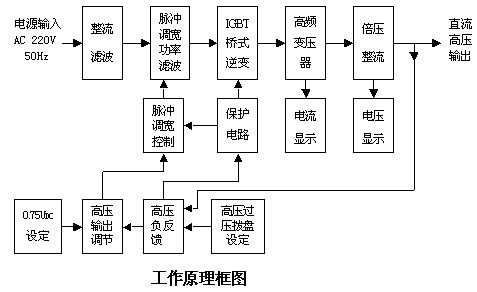 电源输入
AC 220V
50Hz
整流
滤波
脉冲
调宽
功率
滤波
IGBT
桥式
逆变
高频
变压
器
倍压
整流
直流
高压
输出
脉冲
调宽
控制
保护
电路
电流
显示
电压
显示
0.75U
设定
高压
输出
调节
高压
负反
馈
高压过
压拨盘
设定
工作原理框图